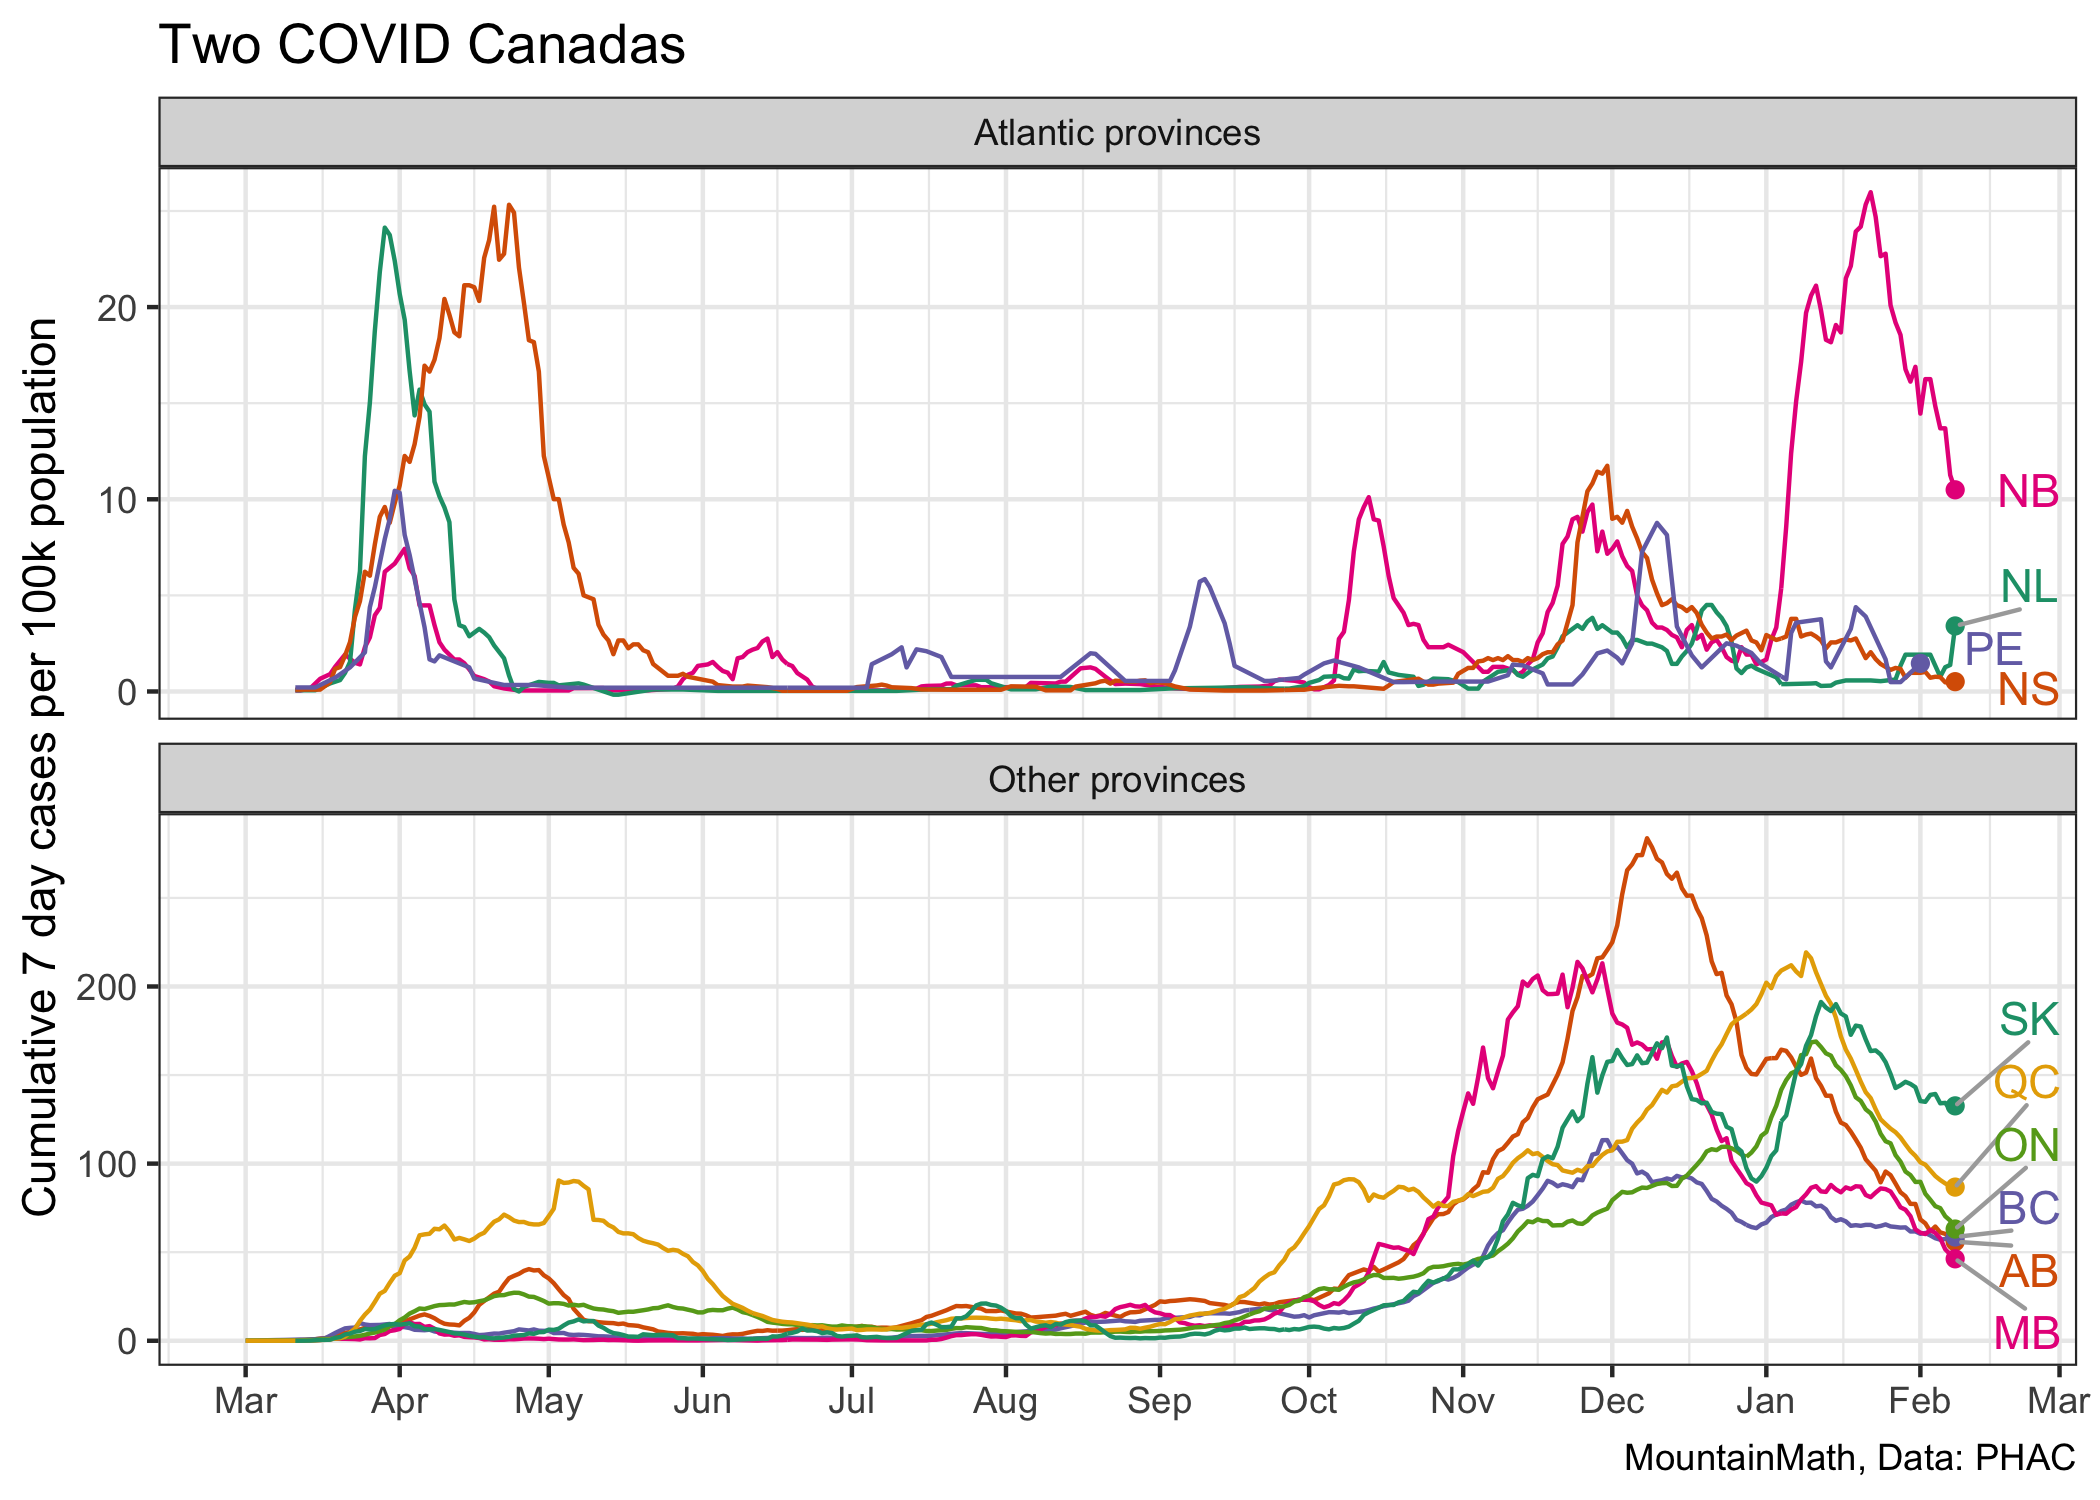 Two COVID Canadas
Atlantic provinces
Cumulative 7 day cases per 100k population
20
10
0
NB
NL
PE
NS
Other provinces
200
100
0
SK
QC
ON
BC
AB
MB
Mar Apr May Jun Jul Aug Sep Oct Nov Dec Jan Feb Mar
MountainMath, Data: PHAC